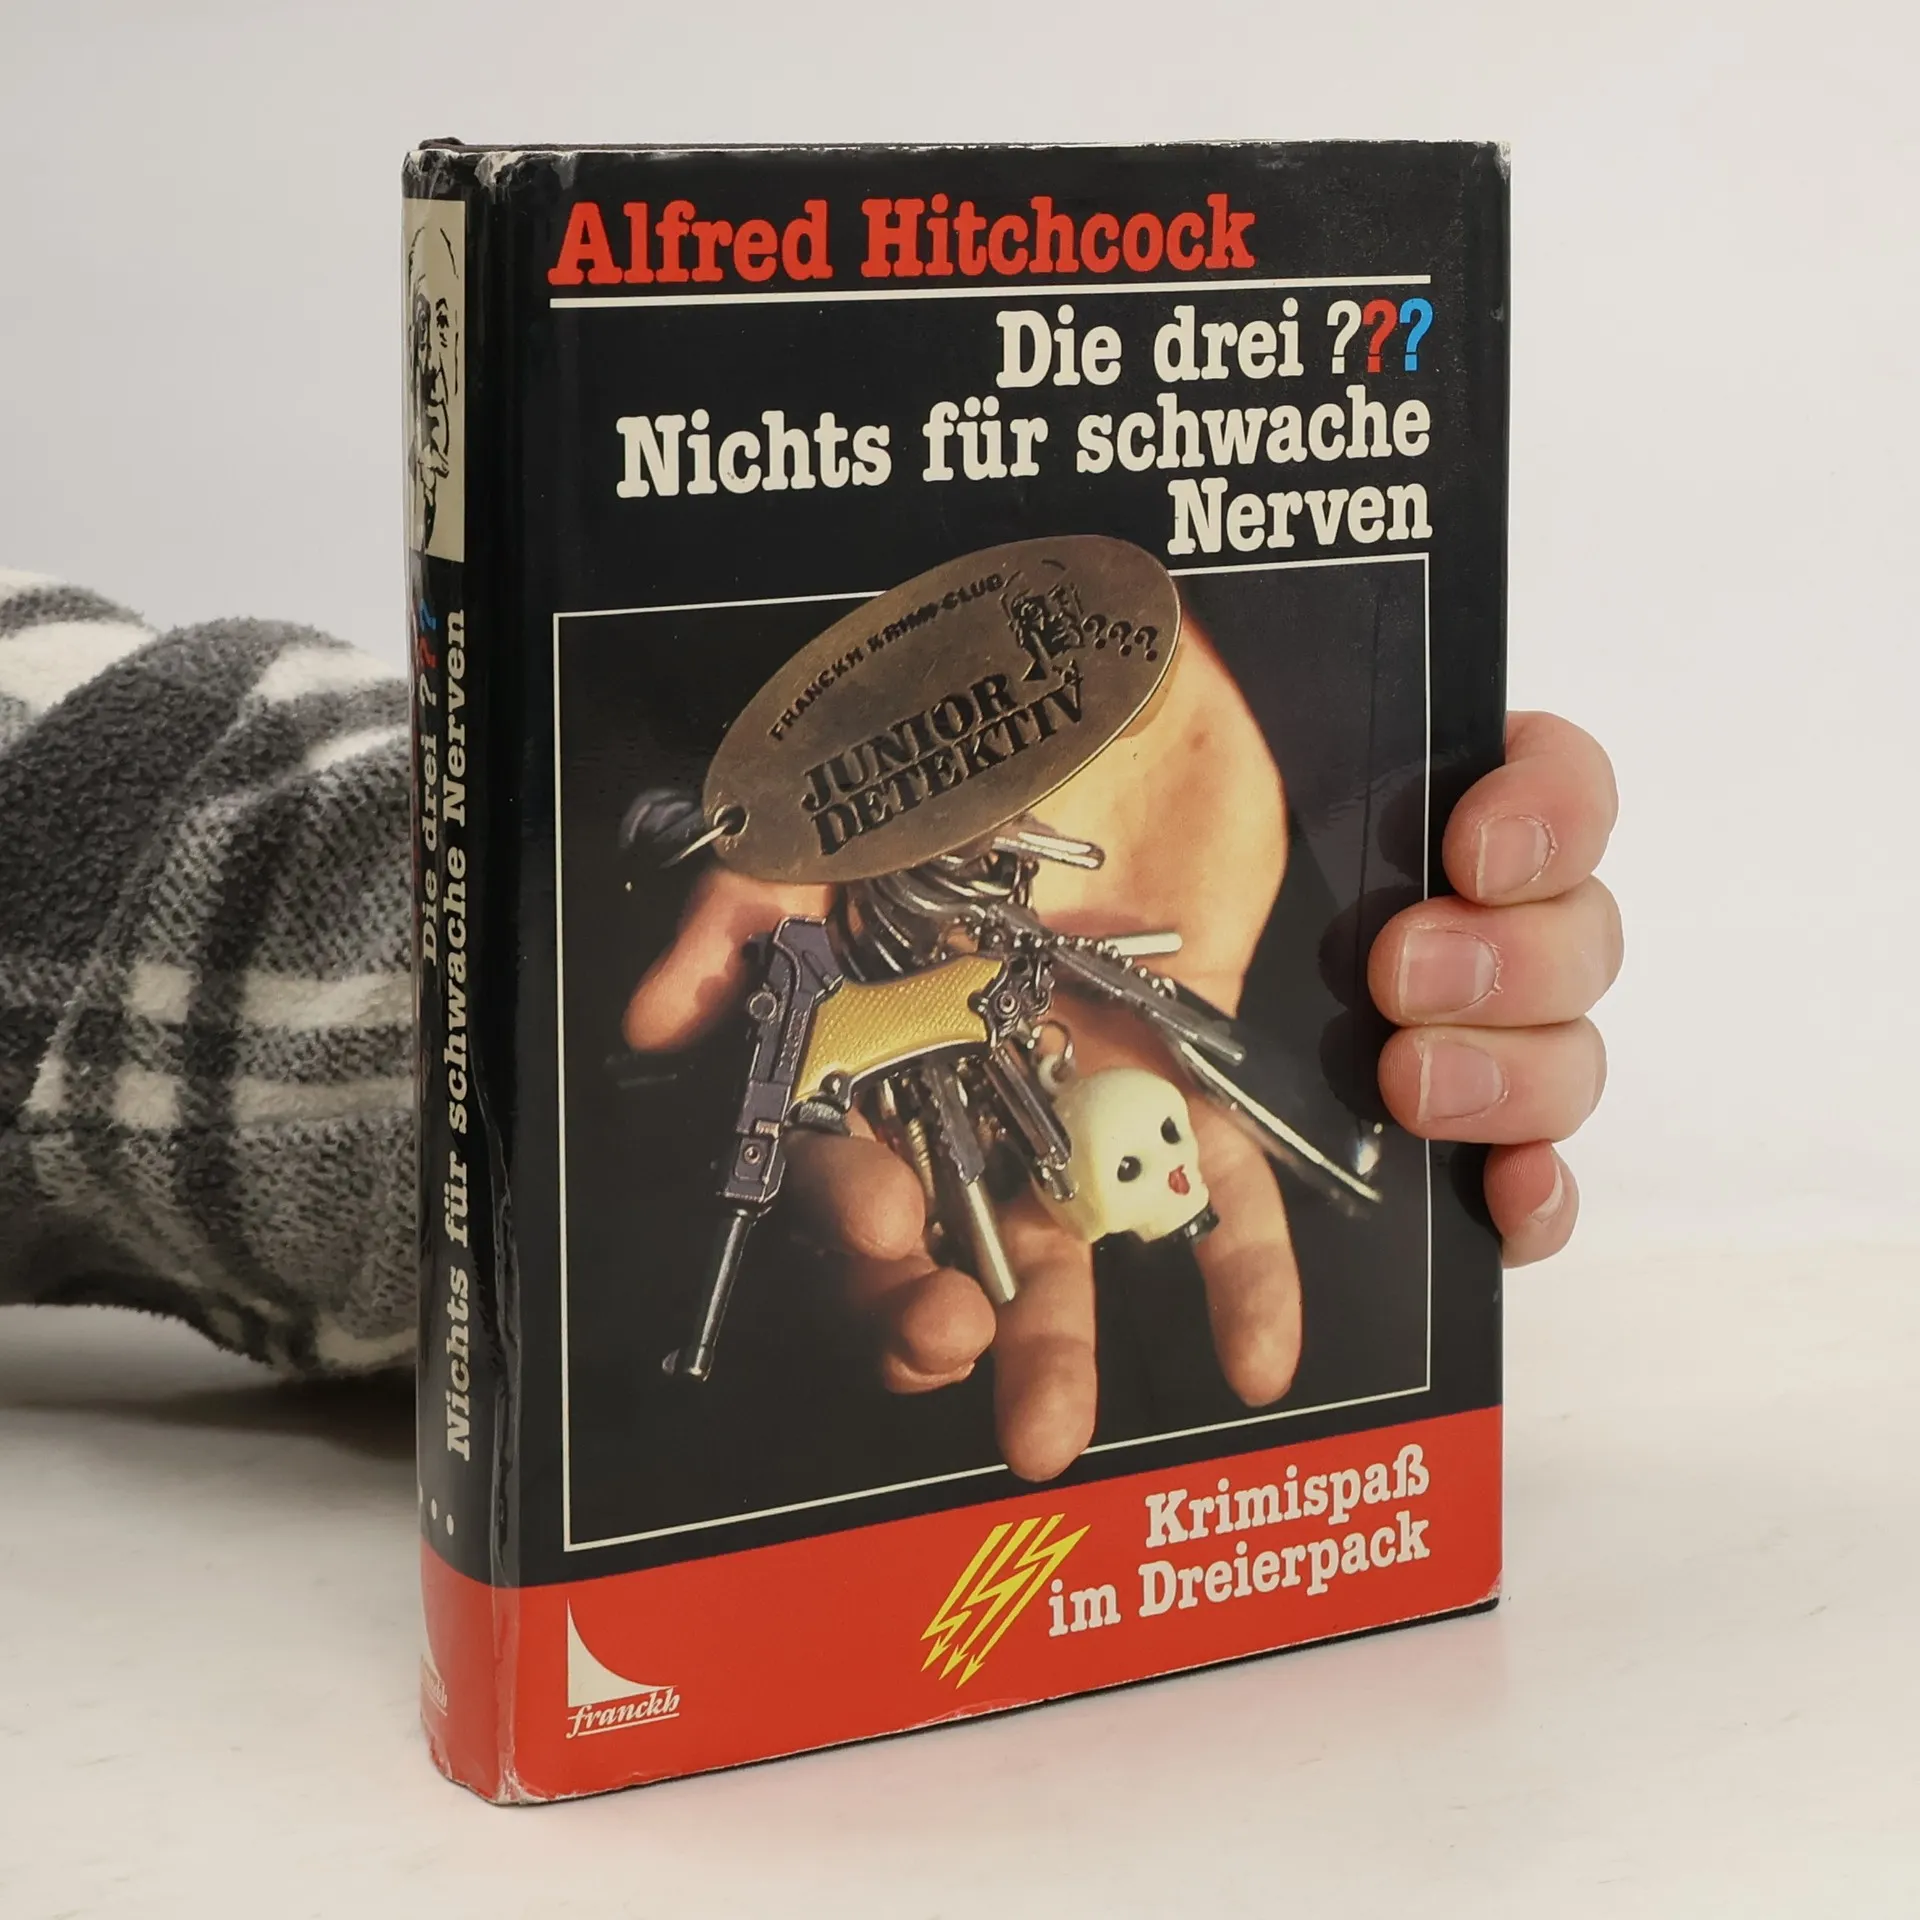 Alfred Hitchcock
Die drei ???
Nichts für schwache
Nerven
FRANCKH KRIMI-CLUB
???
JUNIOR
DETEKTIV
Krimispaß
im Dreierpack
franckh
Die drei ???
Nichts für schwache Nerven